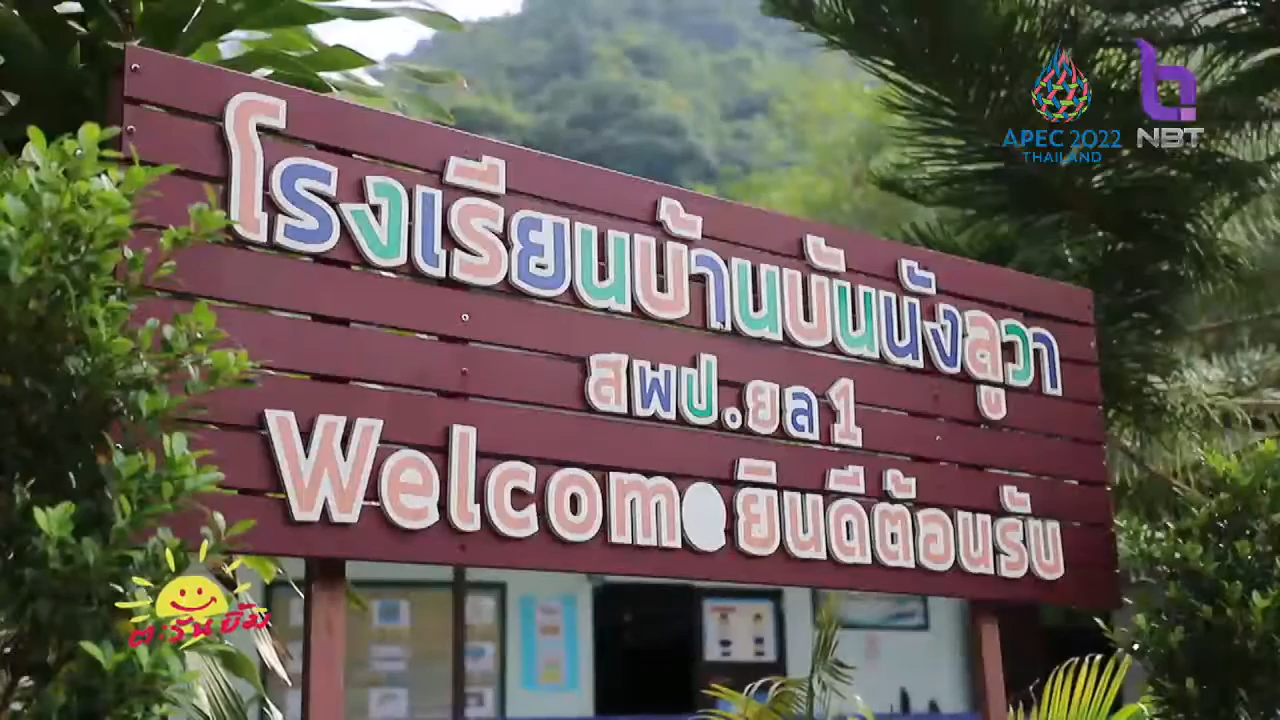 APEC 2022
THAILAND
NBT
โรงเรียนบ้านบันนังลูวา
สพป.ยล 1
Welcome ยินดีต้อนรับ
ตะวันยิ้ม